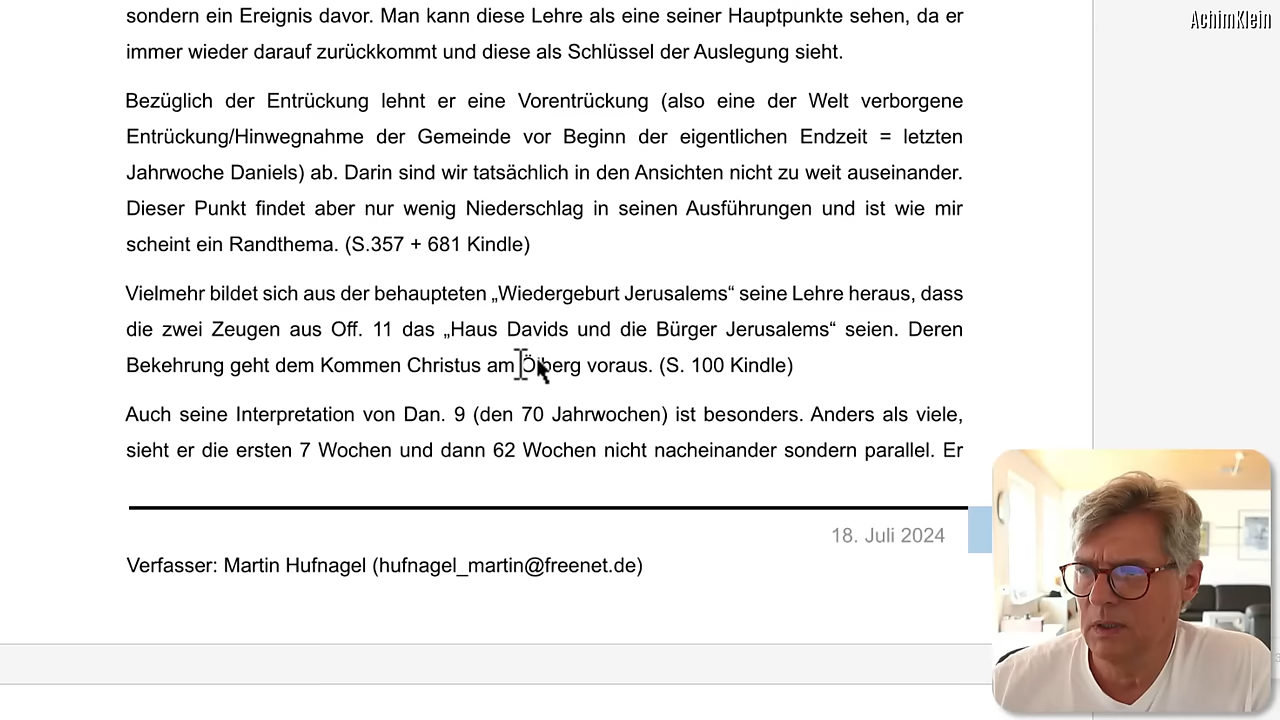 AchimKlein
sondern ein Ereignis davor. Man kann diese Lehre als eine seiner Hauptpunkte sehen, da er
immer wieder darauf zurückkommt und diese als Schlüssel der Auslegung sieht.
Bezüglich der Entrückung lehnt er eine Vorentrückung (also eine der Welt verborgene
Entrückung/Hinwegnahme der Gemeinde vor Beginn der eigentlichen Endzeit = letzten
Jahrwoche Daniels) ab. Darin sind wir tatsächlich in den Ansichten nicht zu weit auseinander.
Dieser Punkt findet aber nur wenig Niederschlag in seinen Ausführungen und ist wie mir
scheint ein Randthema. (S.357 + 681 Kindle)
Vielmehr bildet sich aus der behaupteten „Wiedergeburt Jerusalems“ seine Lehre heraus, dass
die zwei Zeugen aus Off. 11 das „Haus Davids und die Bürger Jerusalems“ seien. Deren
Bekehrung geht dem Kommen Christus am Ölberg voraus. (S. 100 Kindle)
Auch seine Interpretation von Dan. 9 (den 70 Jahrwochen) ist besonders. Anders als viele,
sieht er die ersten 7 Wochen und dann 62 Wochen nicht nacheinander sondern parallel. Er
18. Juli 2024
Verfasser: Martin Hufnagel (hufnagel_martin@freenet.de)